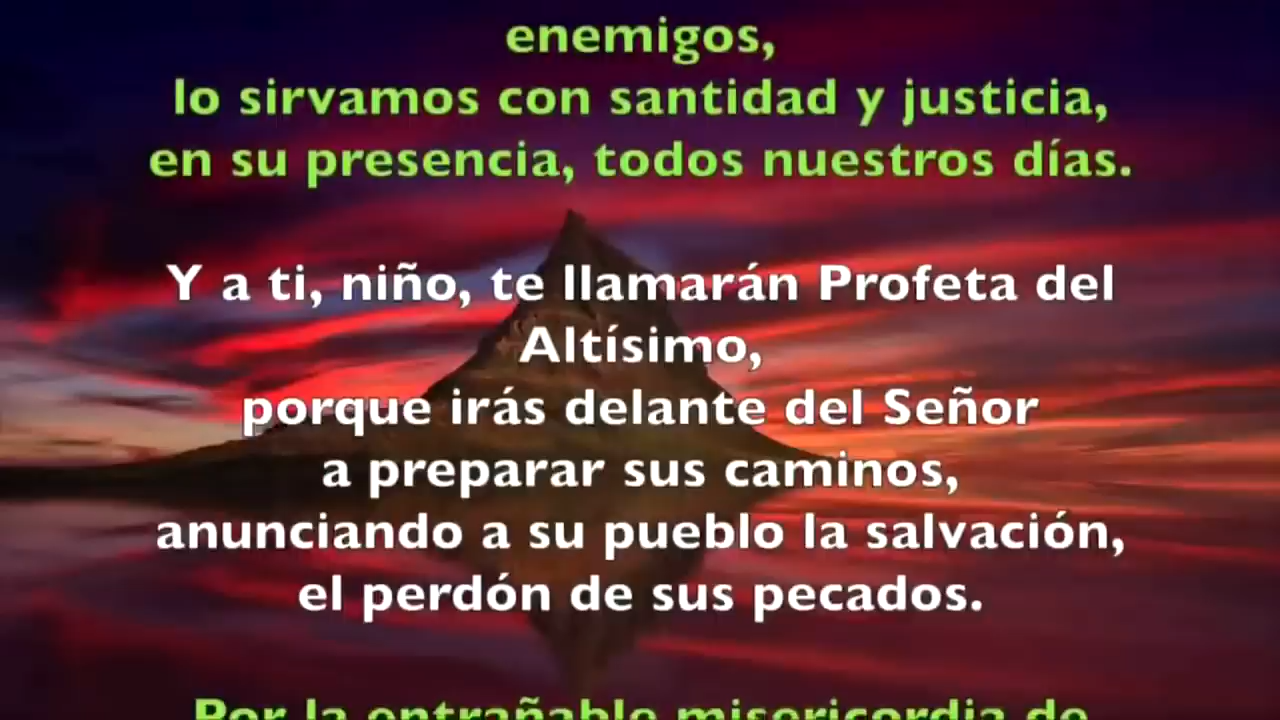 enemigos,
lo sirvamos con santidad y justicia,
en su presencia, todos nuestros días.
Y a ti, niño, te llamarán Profeta del
Altísimo,
porque irás delante del Señor
a preparar sus caminos,
anunciando a su pueblo la salvación,
el perdón de sus pecados.
Por la entrañable misericordia de